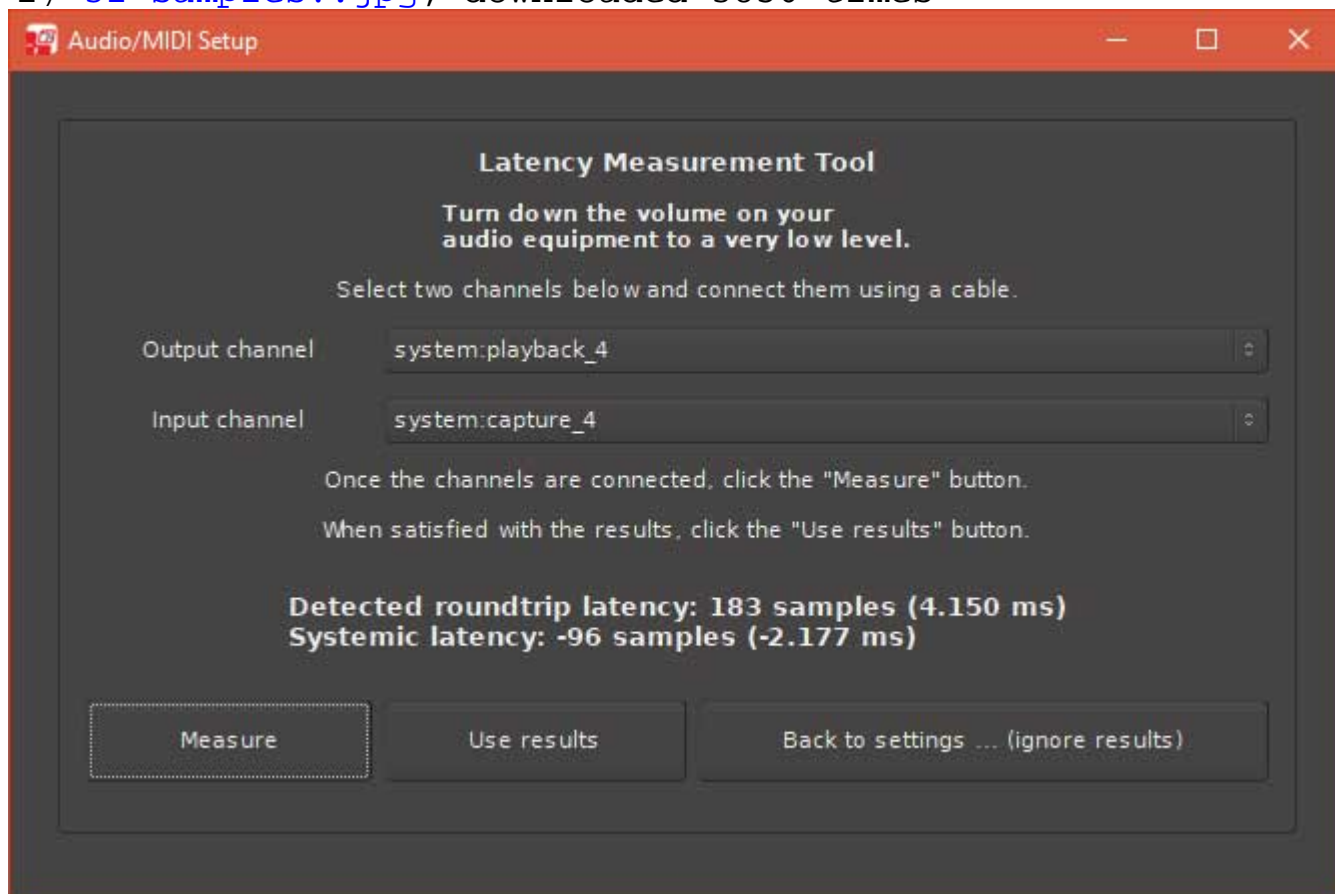 Audio/MIDI Setup
Latency Measurement Tool
Turn down the volume on your
audio equipment to a very low level.
Select two channels below and connect them using a cable.
Output channel system:playback_4
Input channel system:capture_4
Once the channels are connected, click the "Measure" button.
When satisfied with the results, click the "Use results" button.
Detected roundtrip latency: 183 samples (4.150 ms)
Systemic latency: -96 samples (-2.177 ms)
Measure Use results Back to settings ... (ignore results)